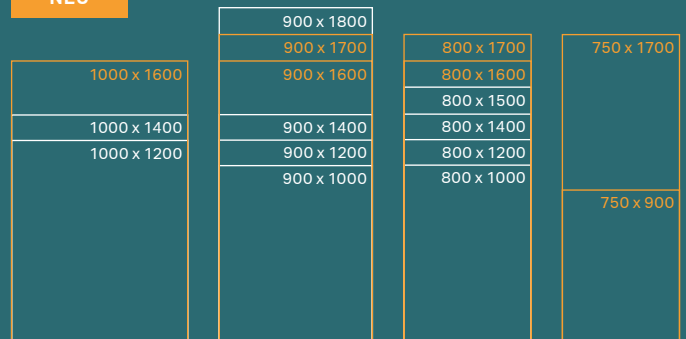 NEU
1000 x 1600
1000 x 1400
1000 x 1200
900 x 1800
900 x 1700
900 x 1600
900 x 1400
900 x 1200
900 x 1000
800 x 1700
800 x 1600
800 x 1500
800 x 1400
800 x 1200
800 x 1000
750 x 1700
750 x 900